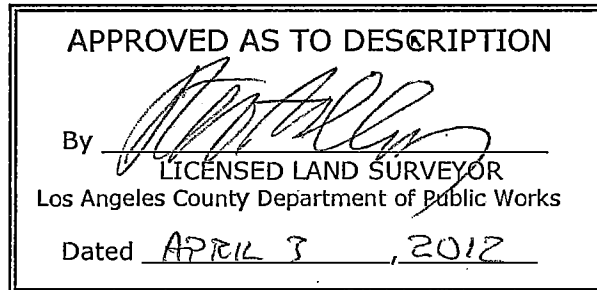 APPROVED AS TO DESCRIPTION
By
LICENSED LAND SURVEYOR
Los Angeles County Department of Public Works
Dated APRIL 3, 2012